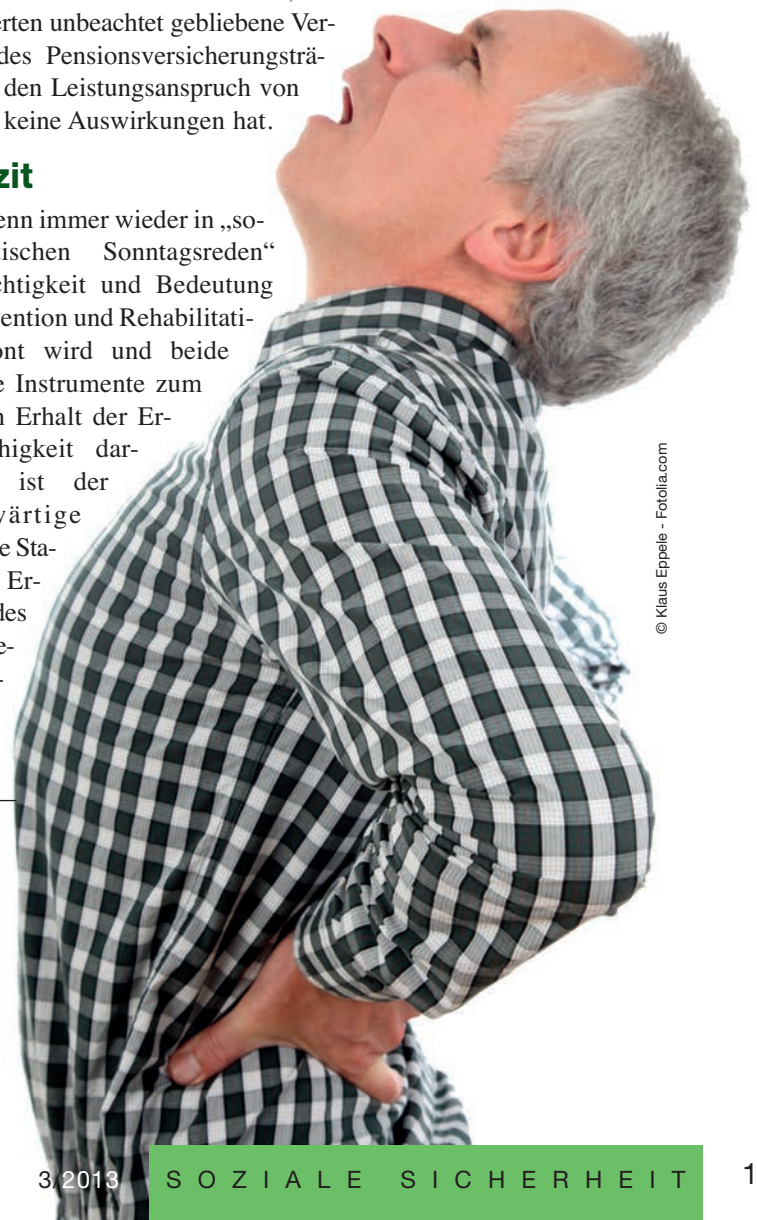 erten unbeachtet gebliebene Ver-
des Pensionsversicherungsträ-
den Leistungsanspruch von
keine Auswirkungen hat.
zit
enn immer wieder in „so-
ischen Sonntagsreden“
chtigkeit und Bedeutung
ention und Rehabilitati-
ont wird und beide
e Instrumente zum
n Erhalt der Er-
higkeit dar-
ist der
värtige
e Sta-
Er-
des
e-
-
© Klaus Eppele - Fotolia.com
3/2013 SOZIALE SICHERHEIT 1